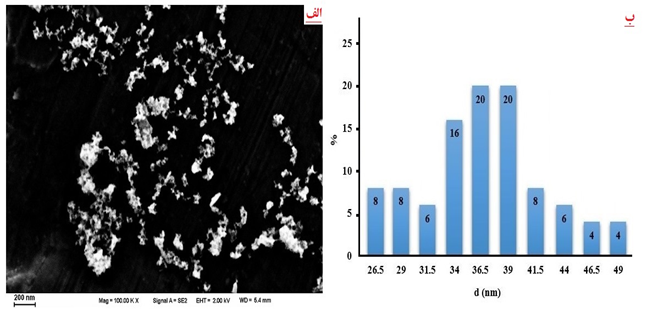 الف
200 nm
Mag = 100.00 K X Signal A = SE2 EHT = 2.00 kV WD = 5.4 mm
ب
25
20
15
10
5
0
%
8 8 6 16 20 20 8 6 4 4
26.5 29 31.5 34 36.5 39 41.5 44 46.5 49
d (nm)